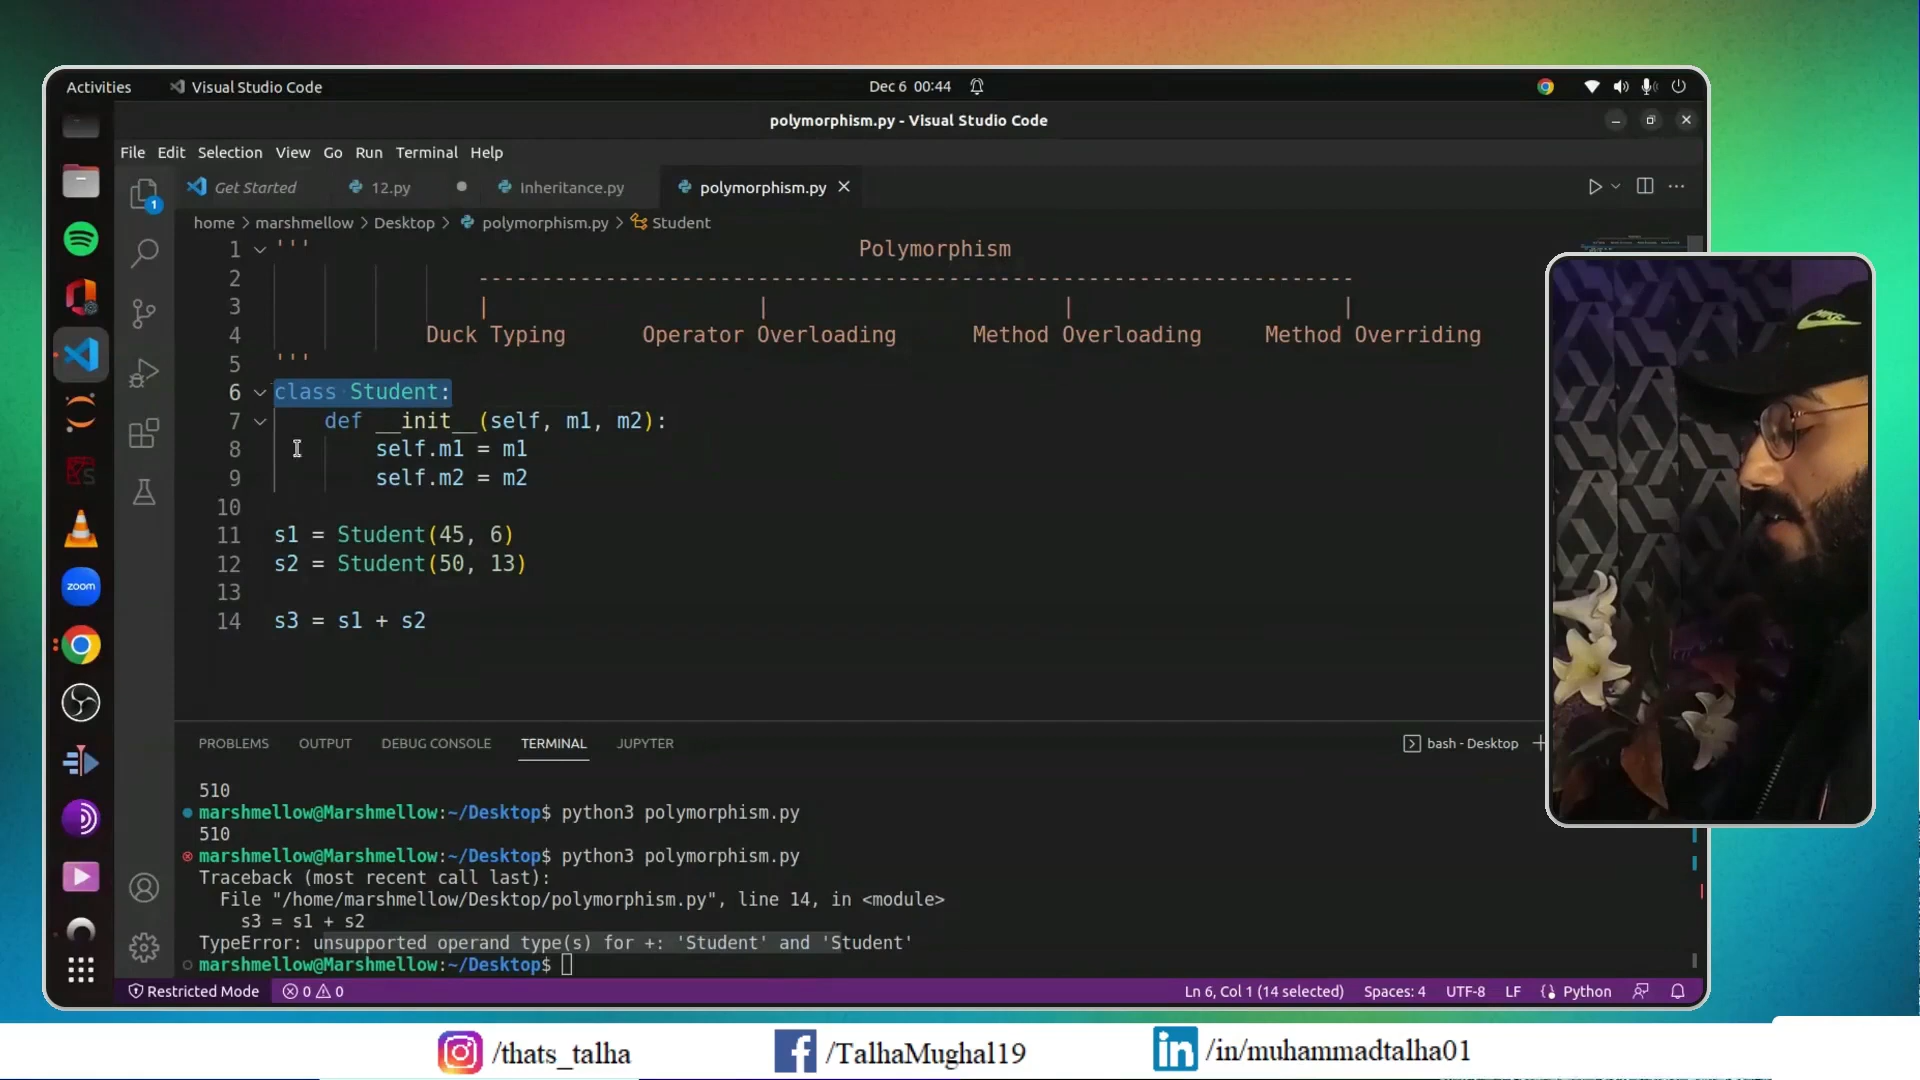 Activities Visual Studio Code Dec 6 00:44
polymorphism.py - Visual Studio Code
File Edit Selection View Go Run Terminal Help
Get Started 12.py Inheritance.py polymorphism.py
home > marshmellow > Desktop > polymorphism.py > Student
1 ''' Polymorphism
2 ---------------------------------------------------------------------
3 | | | |
4 Duck Typing Operator Overloading Method Overloading Method Overriding
5 '''
6 class Student:
7 def __init__(self, m1, m2):
8 self.m1 = m1
9 self.m2 = m2
10
11 s1 = Student(45, 6)
12 s2 = Student(50, 13)
13
14 s3 = s1 + s2
PROBLEMS OUTPUT DEBUG CONSOLE TERMINAL JUPYTER bash - Desktop
510
marshmellow@Marshmellow:~/Desktop$ python3 polymorphism.py
510
marshmellow@Marshmellow:~/Desktop$ python3 polymorphism.py
Traceback (most recent call last):
File "/home/marshmellow/Desktop/polymorphism.py", line 14, in <module>
s3 = s1 + s2
TypeError: unsupported operand type(s) for +: 'Student' and 'Student'
marshmellow@Marshmellow:~/Desktop$
Restricted Mode 0 0 Ln 6, Col 1 (14 selected) Spaces: 4 UTF-8 LF Python
zoom
1
/thats_talha /TalhaMughal19 /in/muhammadtalha01